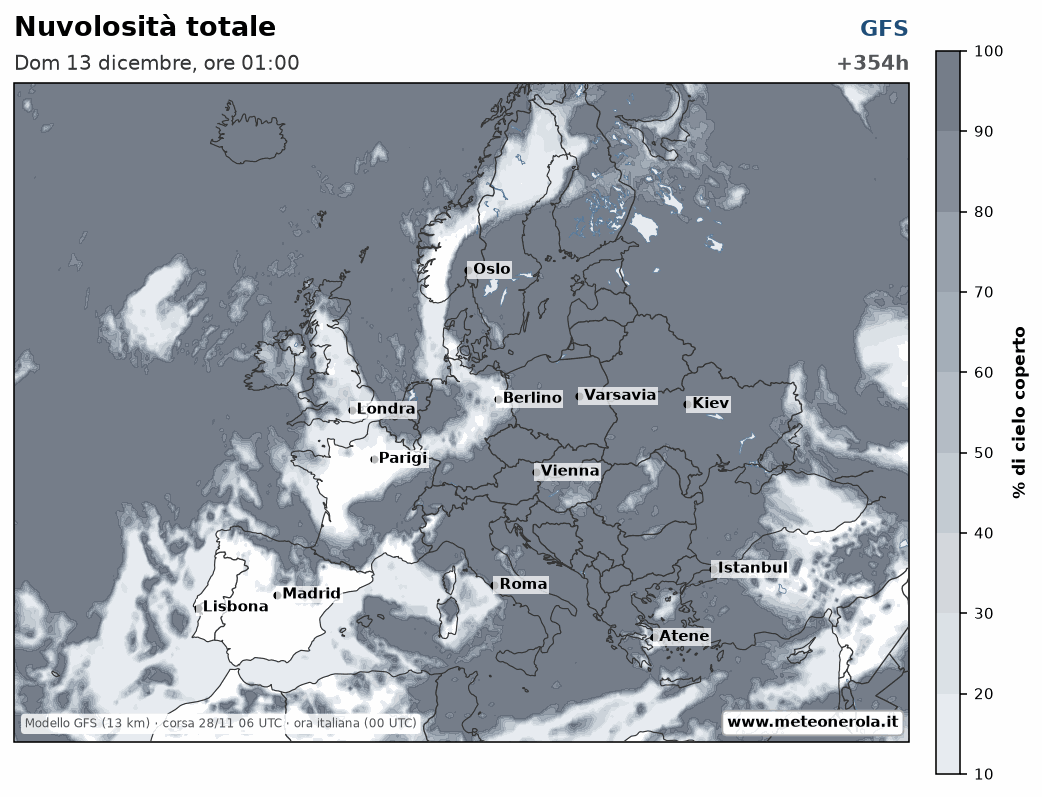 Nuvolosità totale
GFS
Dom 13 dicembre, ore 01:00
+354h
100
90
80
70
60
50
40
30
20
10
% di cielo coperto
Oslo
Berlino
Varsavia
Kiev
Londra
Parigi
Vienna
Istanbul
Roma
Madrid
Lisbona
Atene
Modello GFS (13 km) · corsa 28/11 06 UTC · ora italiana (00 UTC)
www.meteonerola.it